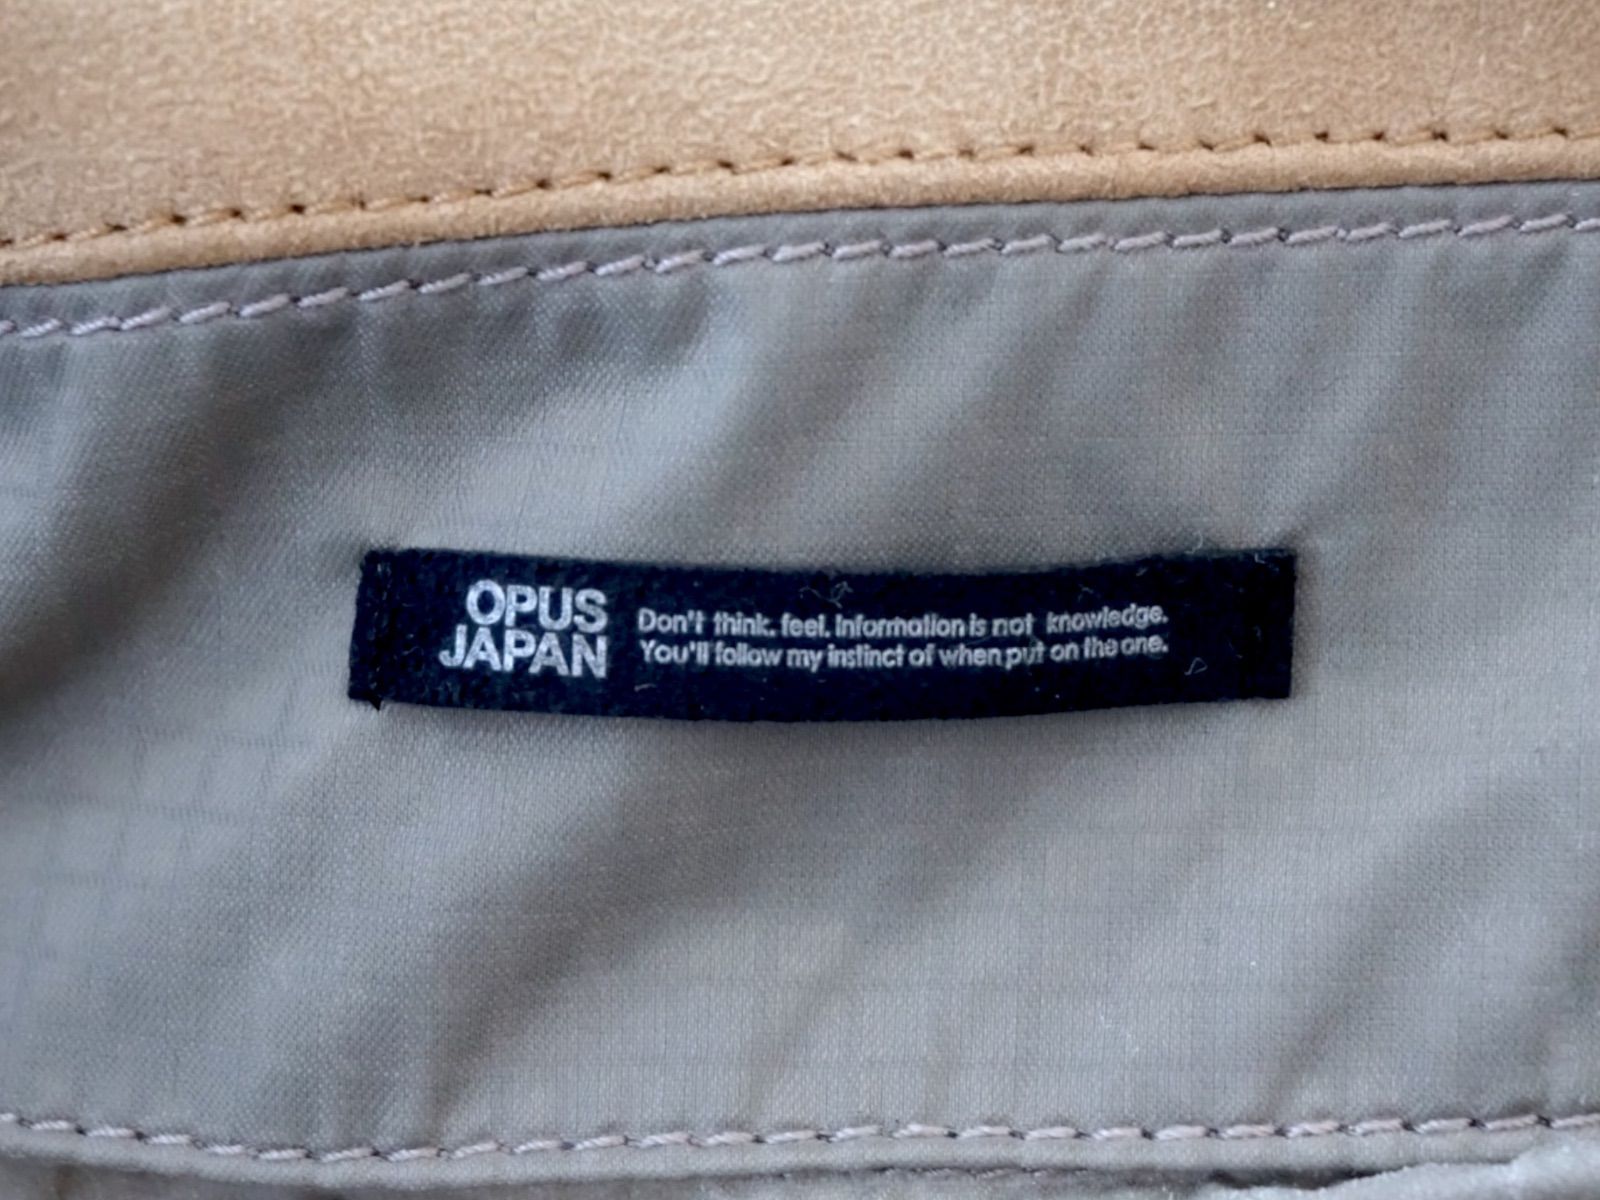 OPUS
JAPAN
Don't think. feel. Information is not knowledge.
You'll follow my instinct of when put on the one.